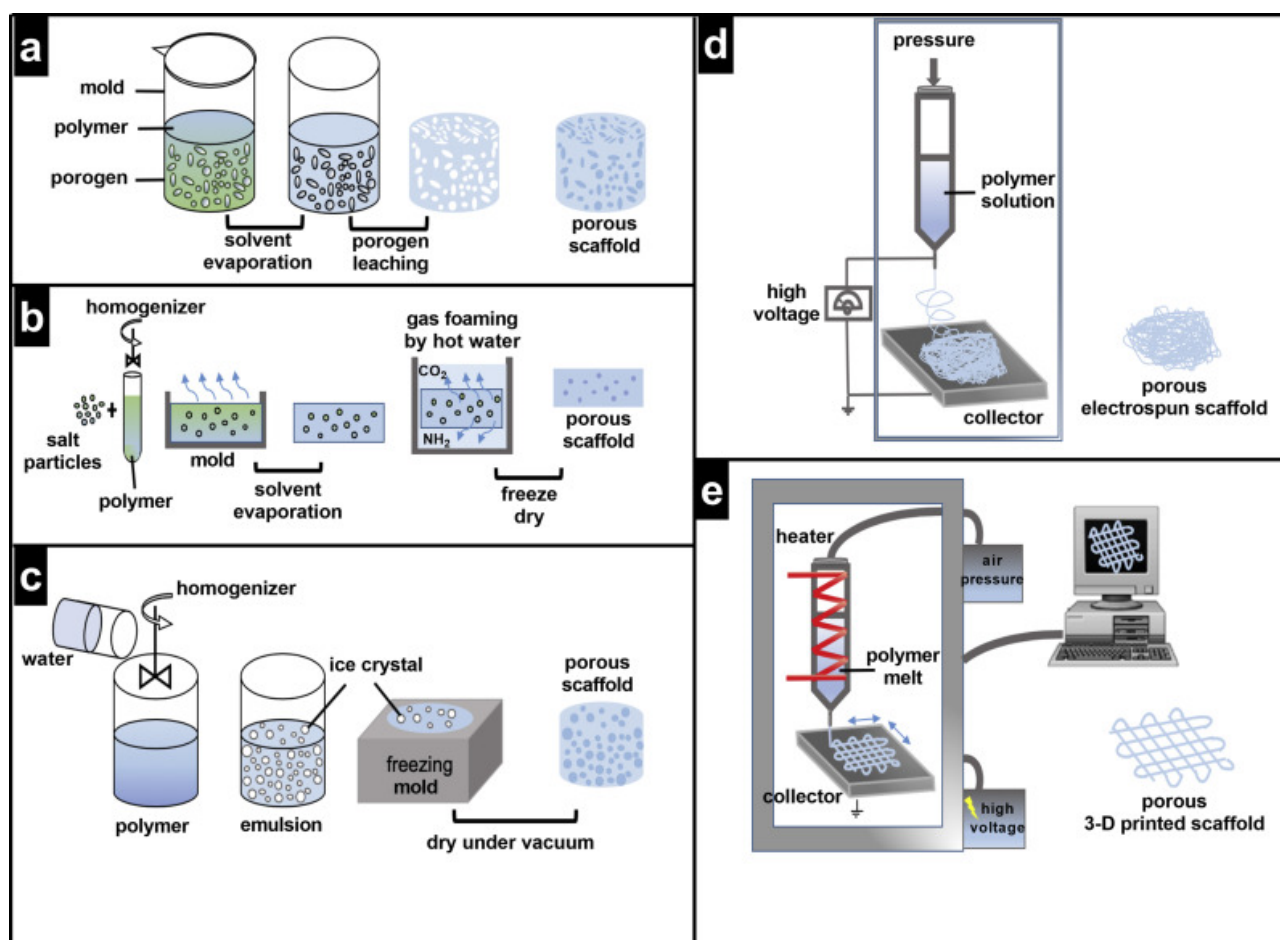 a
mold
polymer
porogen
solvent
evaporation
porogen
leaching
porous
scaffold
b
homogenizer
+
salt
particles
polymer
mold
solvent
evaporation
gas foaming
by hot water
CO2
NH2
freeze
dry
porous
scaffold
c
homogenizer
water
polymer
emulsion
ice crystal
freezing
mold
dry under vacuum
porous
scaffold
d
pressure
polymer
solution
high
voltage
collector
porous
electrospun scaffold
e
heater
air
pressure
polymer
melt
collector
high
voltage
porous
3-D printed scaffold